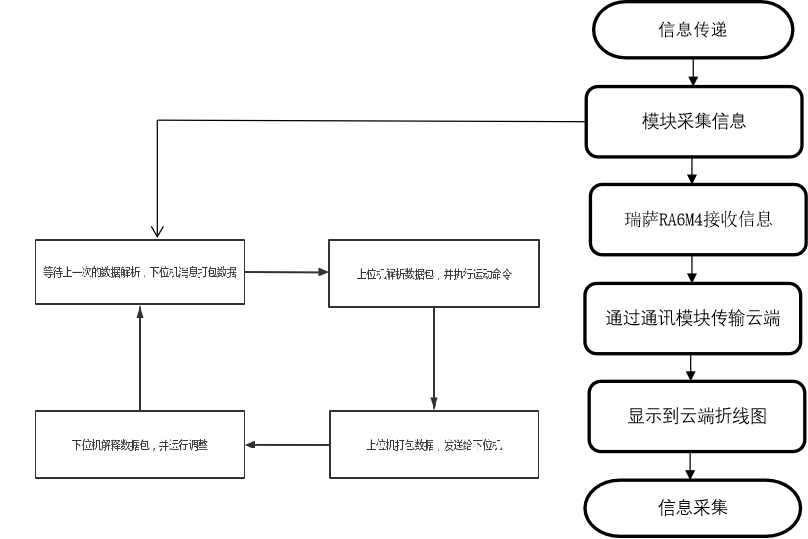 信息传递
模块采集信息
瑞萨RA6M4接收信息
等待上一次的数据解析，下位机消息打包数据
上位机解析数据包，并执行运动命令
通过通讯模块传输云端
显示到云端折线图
下位机解释数据包，并运行调整
上位机打包数据，发送给下位机
信息采集